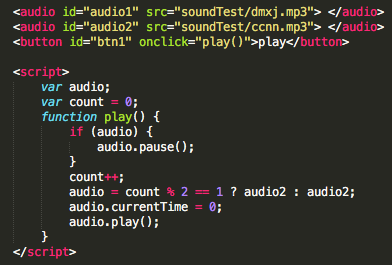 <audio id="audio1" src="soundTest/dmxj.mp3"> </audio>
<audio id="audio2" src="soundTest/ccnn.mp3"> </audio>
<button id="btn1" onclick="play()">play</button>
<script>
var audio;
var count = 0;
function play() {
if (audio) {
audio.pause();
}
count++;
audio = count % 2 == 1 ? audio2 : audio2;
audio.currentTime = 0;
audio.play();
}
</script>